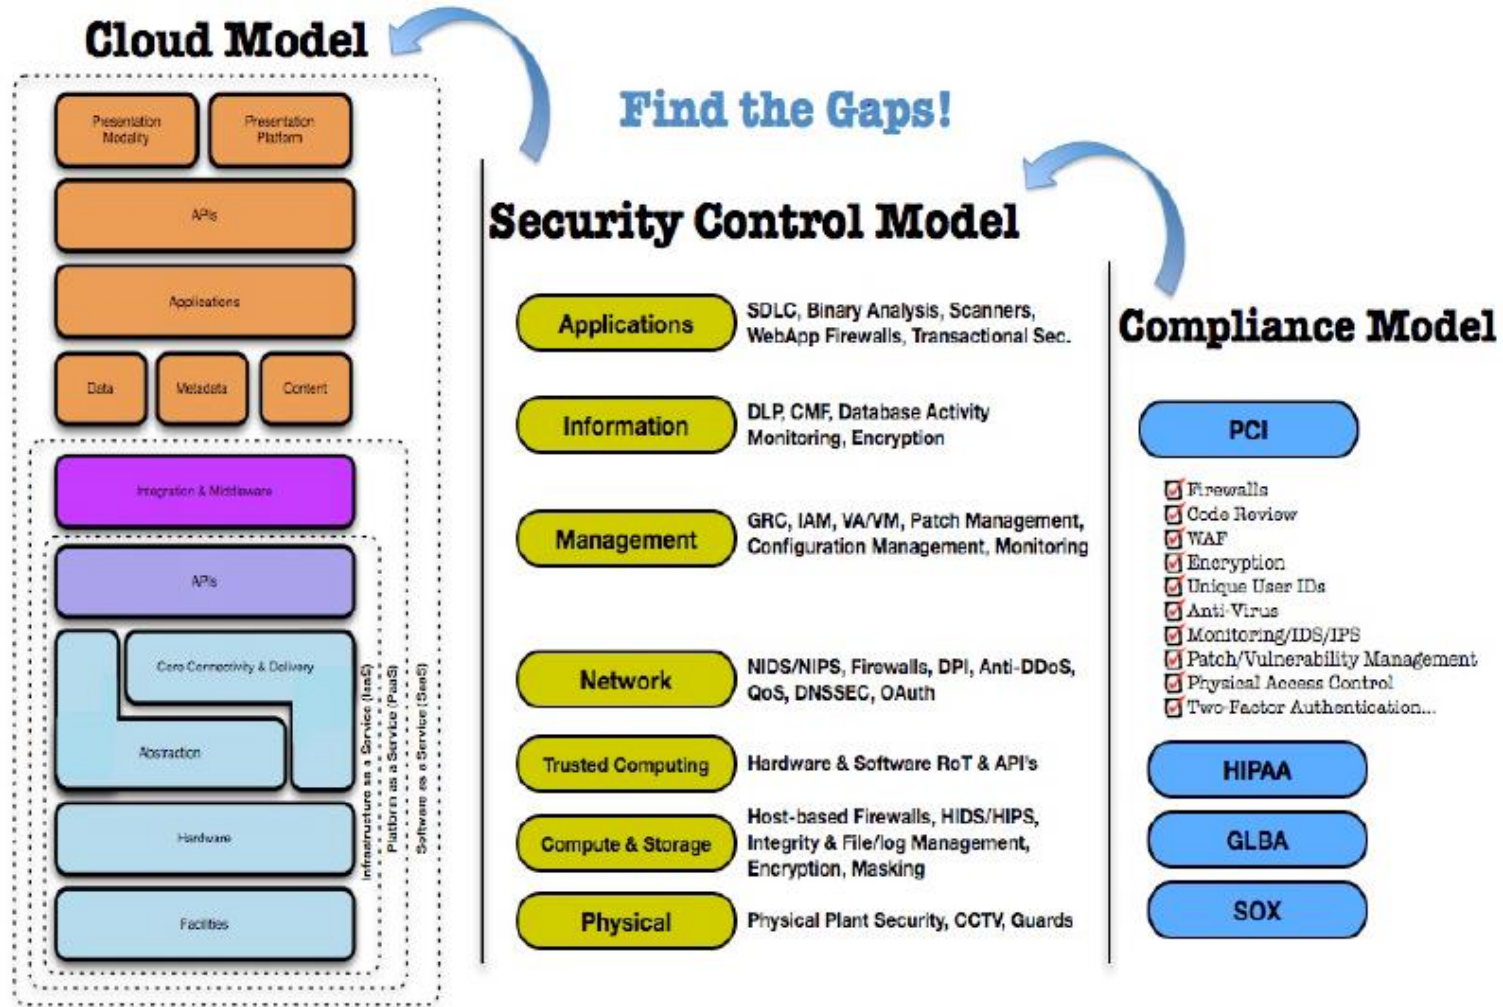 Cloud Model
Presentation
Modality
Presentation
Platform
APIs
Applications
Data
Metadata
Content
Integration & Middleware
APIs
Core Connectivity & Delivery
Abstraction
Hardware
Facilities
Infrastructure as a Service (IaaS)
Platform as a Service (PaaS)
Software as a Service (SaaS)
Find the Gaps!
Security Control Model
Applications
SDLC, Binary Analysis, Scanners,
WebApp Firewalls, Transactional Sec.
Information
DLP, CMF, Database Activity
Monitoring, Encryption
Management
GRC, IAM, VA/VM, Patch Management,
Configuration Management, Monitoring
Network
NIDS/NIPS, Firewalls, DPI, Anti-DDoS,
QoS, DNSSEC, OAuth
Trusted Computing
Hardware & Software RoT & API's
Compute & Storage
Host-based Firewalls, HIDS/HIPS,
Integrity & File/log Management,
Encryption, Masking
Physical
Physical Plant Security, CCTV, Guards
Compliance Model
PCI
Firewalls
Code Review
WAF
Encryption
Unique User IDs
Anti-Virus
Monitoring/IDS/IPS
Patch/Vulnerability Management
Physical Access Control
Two-Factor Authentication...
HIPAA
GLBA
SOX